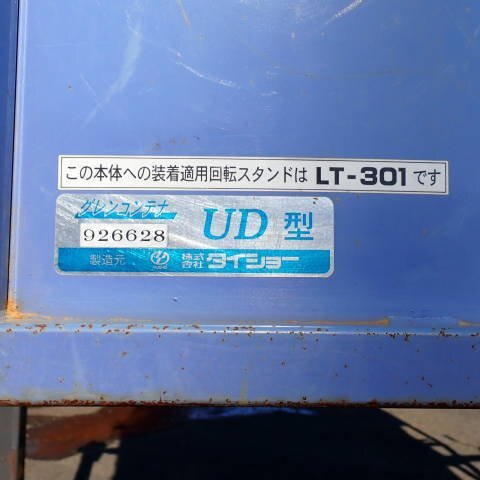 この本体への装着適用回転スタンドは LT-301 です
グレンコンテナ
926628
UD 型
製造元 株式会社 タイショー